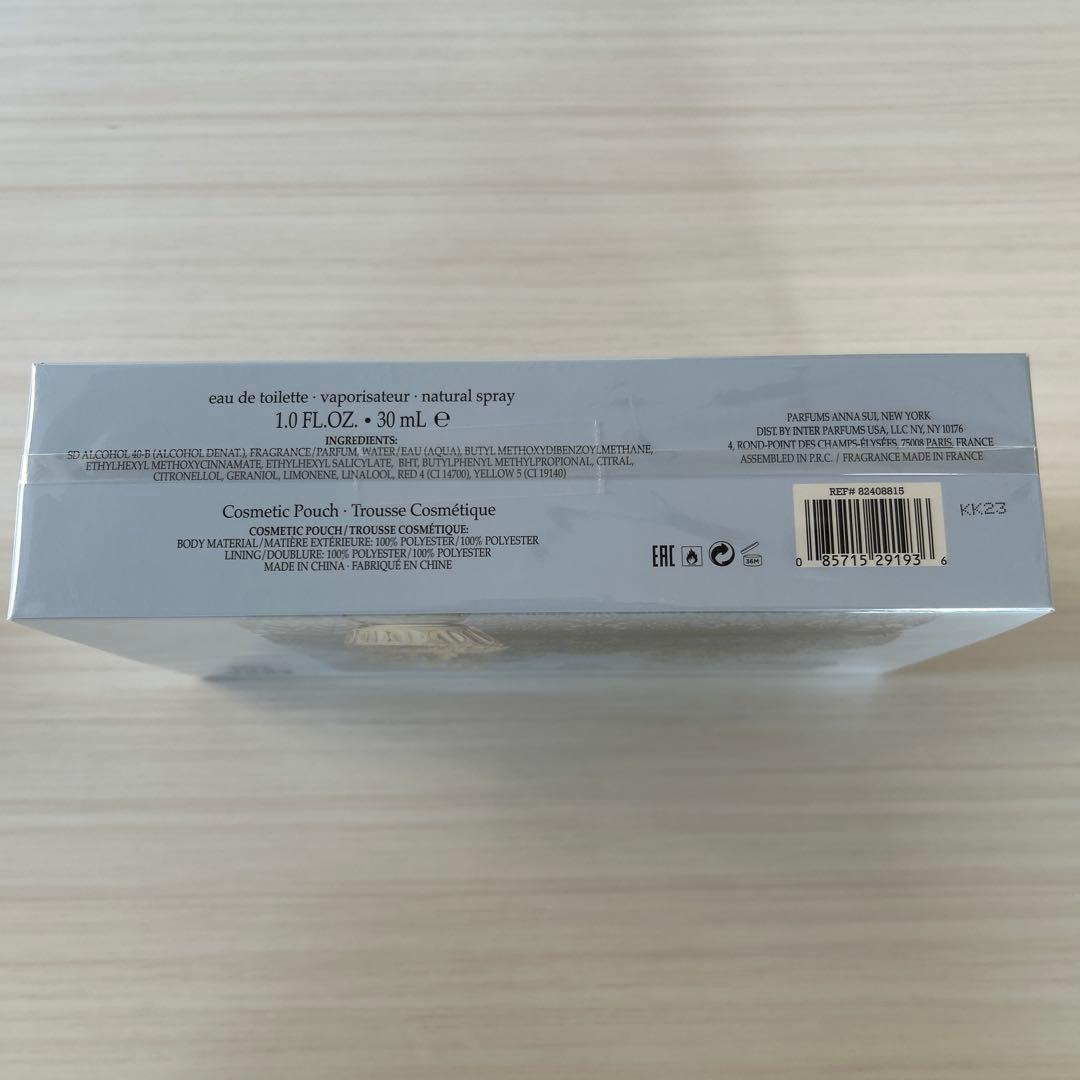 eau de toilette · vaporisateur · natural spray
1.0 FL.OZ. • 30 mL ℮
INGREDIENTS:
SD ALCOHOL 40-B (ALCOHOL DENAT.), FRAGRANCE/PARFUM, WATER/EAU (AQUA), BUTYL METHOXYDIBENZOYLMETHANE,
ETHYLHEXYL METHOXYCINNAMATE, ETHYLHEXYL SALICYLATE, BHT, BUTYLPHENYL METHYLPROPIONAL, CITRAL,
CITRONELLOL, GERANIOL, LIMONENE, LINALOOL, RED 4 (CI 14700), YELLOW 5 (CI 19140)
Cosmetic Pouch · Trousse Cosmétique
COSMETIC POUCH/TROUSSE COSMÉTIQUE:
BODY MATERIAL/MATIÈRE EXTÉRIEURE: 100% POLYESTER/100% POLYESTER
LINING/DOUBLURE: 100% POLYESTER/100% POLYESTER
MADE IN CHINA · FABRIQUÉ EN CHINE
PARFUMS ANNA SUI, NEW YORK
DIST. BY INTER PARFUMS USA, LLC NY, NY 10176
4, ROND-POINT DES CHAMPS-ÉLYSÉES, 75008 PARIS, FRANCE
ASSEMBLED IN P.R.C. / FRAGRANCE MADE IN FRANCE
REF# 82408815
0 85715 29193 6
KK23
EAC
36M